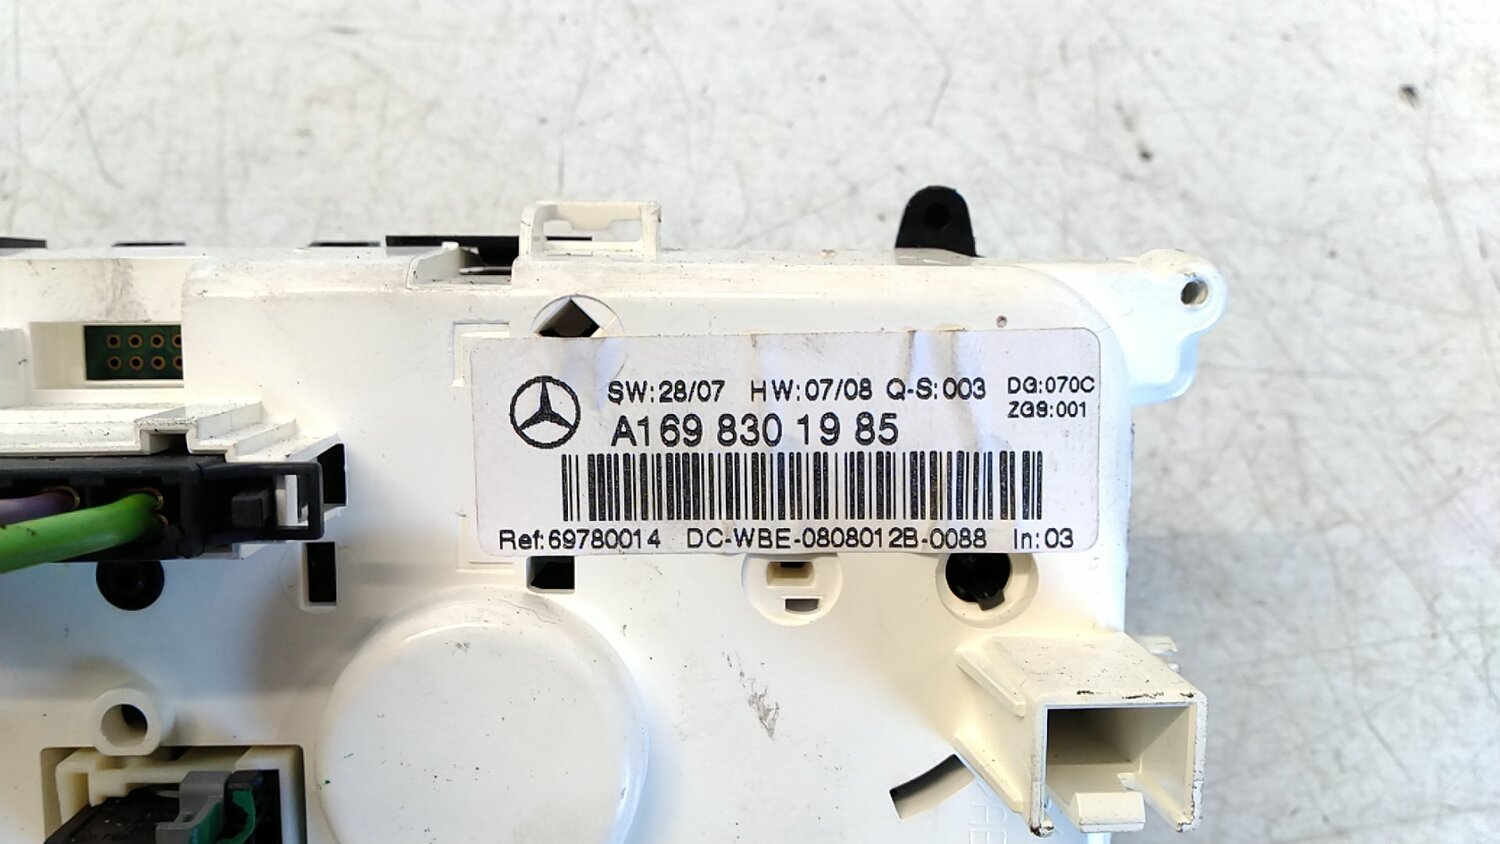 SW:28/07 HW:07/08 Q-S:003 DG:070C
ZGS:001
A169 830 19 85
Ref:69780014 DC-WBE-0808012B-0088 In:03